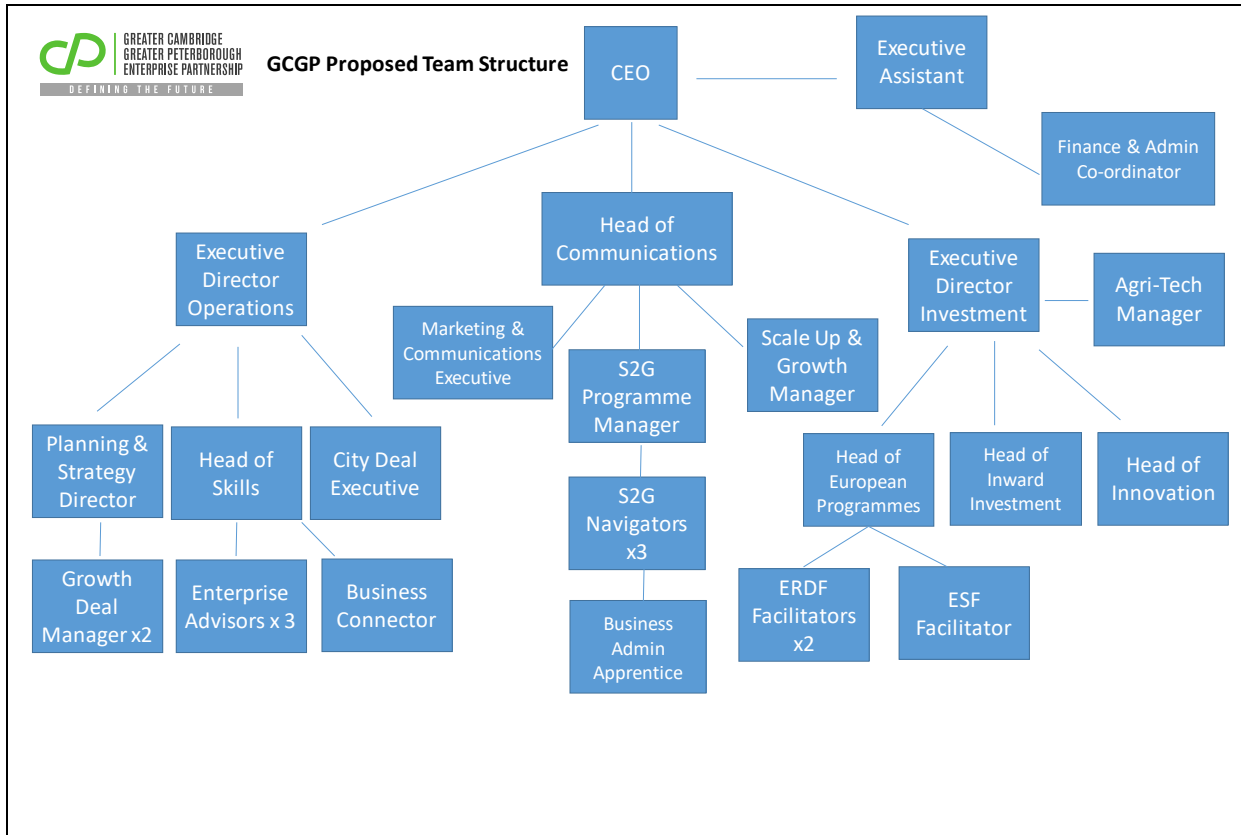 GREATER CAMBRIDGE
GREATER PETERBOROUGH
ENTERPRISE PARTNERSHIP
DEFINING THE FUTURE
GCGP Proposed Team Structure
CEO
Executive
Assistant
Finance & Admin
Co-ordinator
Executive
Director
Operations
Head of
Communications
Executive
Director
Investment
Agri-Tech
Manager
Marketing &
Communications
Executive
S2G
Programme
Manager
Scale Up &
Growth
Manager
Planning &
Strategy
Director
Head of
Skills
City Deal
Executive
S2G
Navigators
x3
Head of
European
Programmes
Head of
Inward
Investment
Head of
Innovation
Growth
Deal
Manager x2
Enterprise
Advisors x 3
Business
Connector
Business
Admin
Apprentice
ERDF
Facilitators
x2
ESF
Facilitator